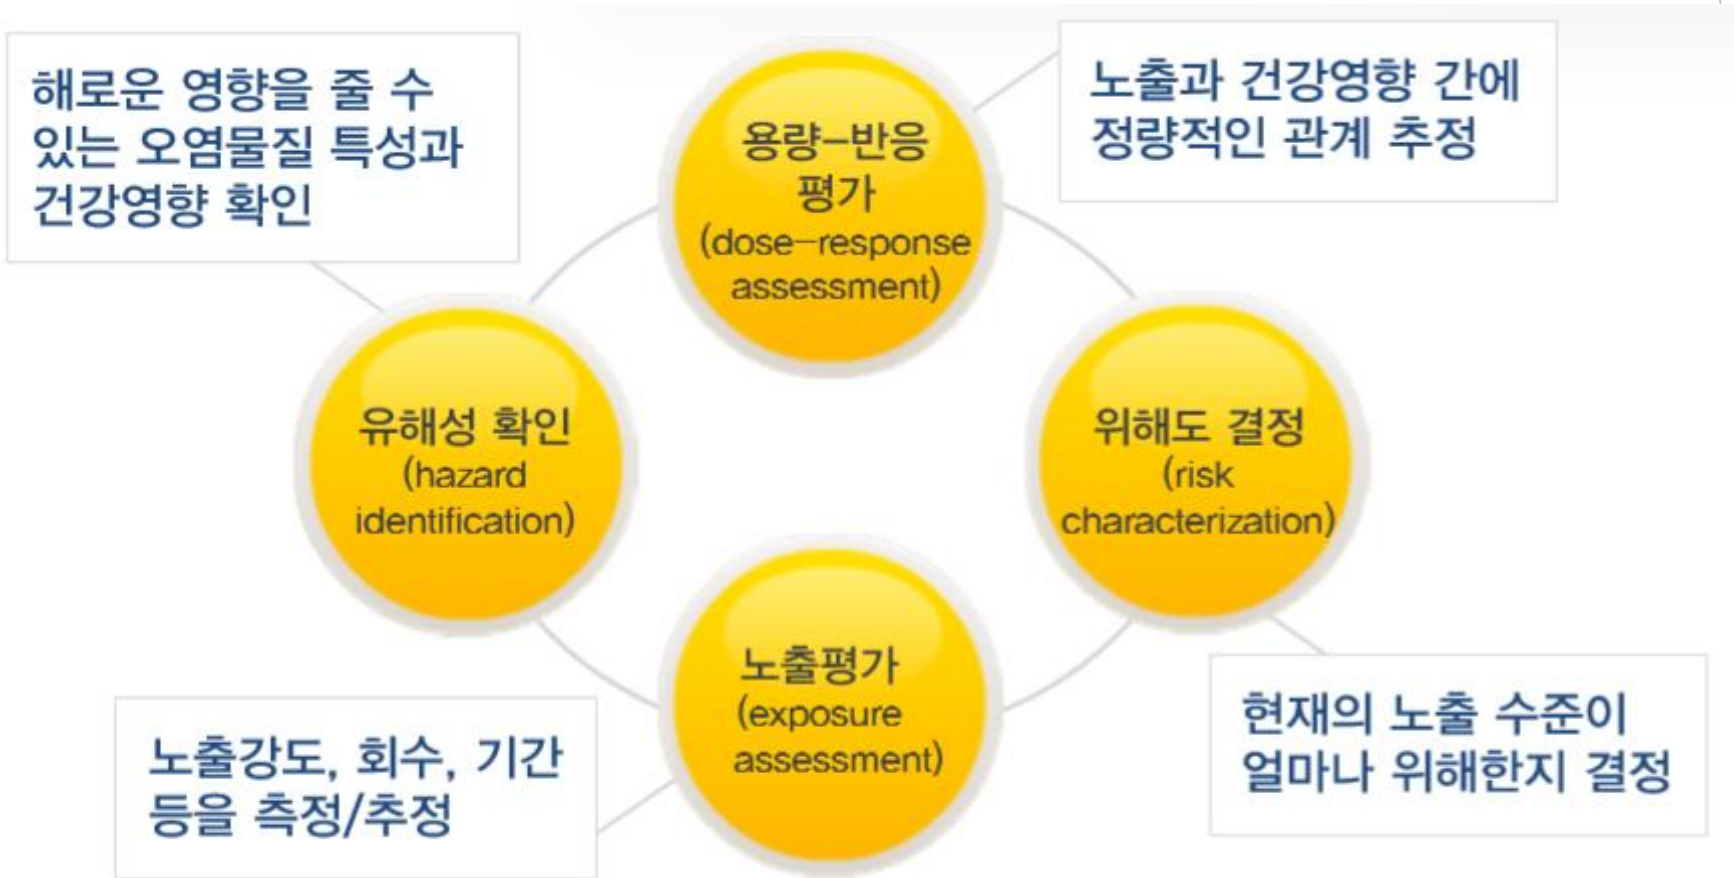 해로운 영향을 줄 수
있는 오염물질 특성과
건강영향 확인
용량-반응
평가
(dose-response
assessment)
노출과 건강영향 간에
정량적인 관계 추정
유해성 확인
(hazard
identification)
위해도 결정
(risk
characterization)
노출평가
(exposure
assessment)
노출강도, 회수, 기간
등을 측정/추정
현재의 노출 수준이
얼마나 위해한지 결정